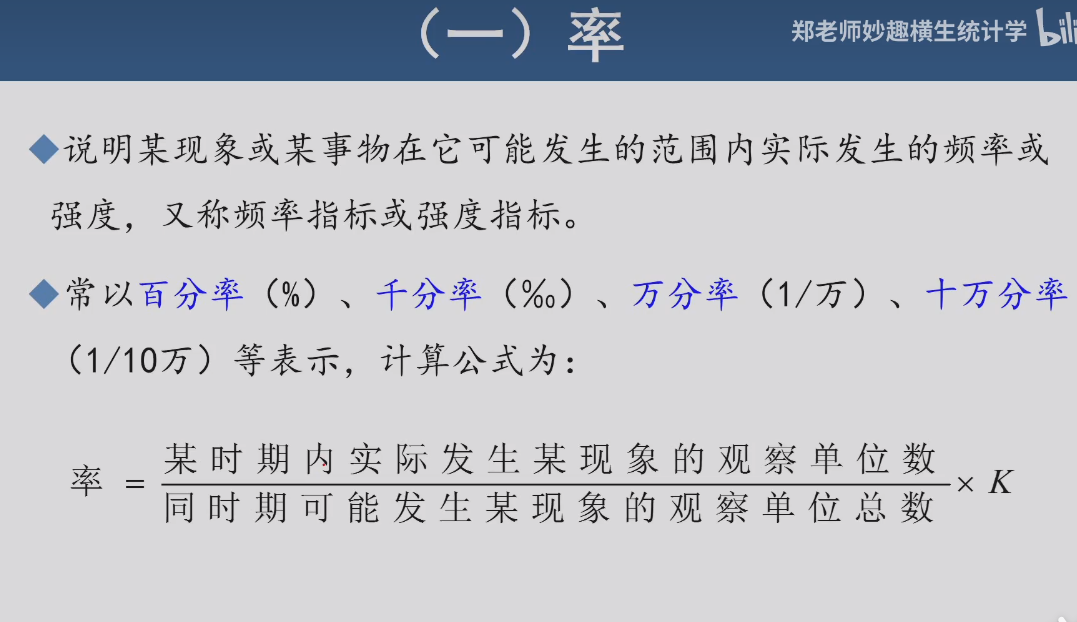 （一）率
郑老师妙趣横生统计学 bili
◆说明某现象或某事物在它可能发生的范围内实际发生的频率或
强度，又称频率指标或强度指标。
◆常以百分率（%）、千分率（‰）、万分率（1/万）、十万分率
（1/10万）等表示，计算公式为：
某时期内实际发生某现象的观察单位数
率 = × K
同时期可能发生某现象的观察单位总数